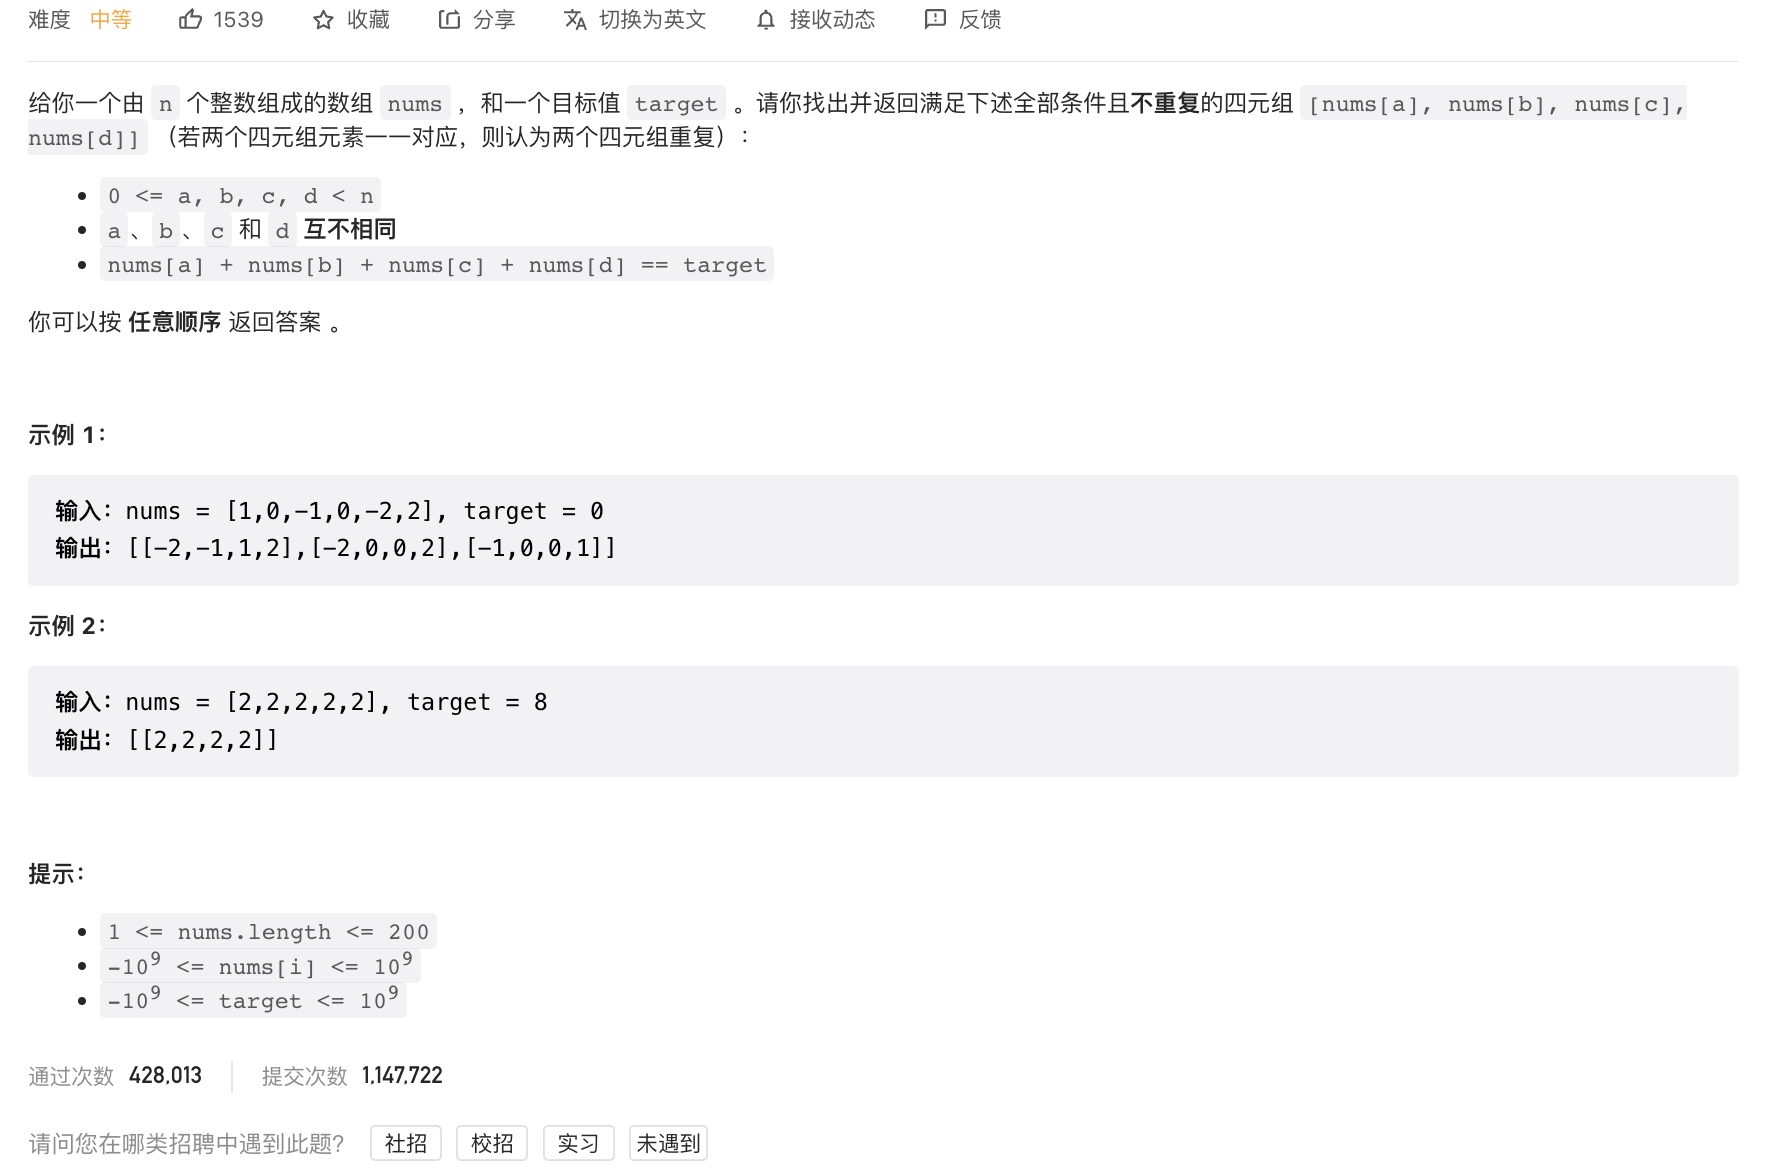 难度 中等 1539 收藏 分享 切换为英文 接收动态 反馈
给你一个由 n 个整数组成的数组 nums ，和一个目标值 target 。请你找出并返回满足下述全部条件且不重复的四元组 [nums[a], nums[b], nums[c],
nums[d]] （若两个四元组元素一一对应，则认为两个四元组重复）：
0 <= a, b, c, d < n
a、b、c 和 d 互不相同
nums[a] + nums[b] + nums[c] + nums[d] == target
你可以按 任意顺序 返回答案 。
示例 1：
输入：nums = [1,0,-1,0,-2,2], target = 0
输出：[[-2,-1,1,2],[-2,0,0,2],[-1,0,0,1]]
示例 2：
输入：nums = [2,2,2,2,2], target = 8
输出：[[2,2,2,2]]
提示：
1 <= nums.length <= 200
-10⁹ <= nums[i] <= 10⁹
-10⁹ <= target <= 10⁹
通过次数 428,013 提交次数 1,147,722
请问您在哪类招聘中遇到此题? 社招 校招 实习 未遇到